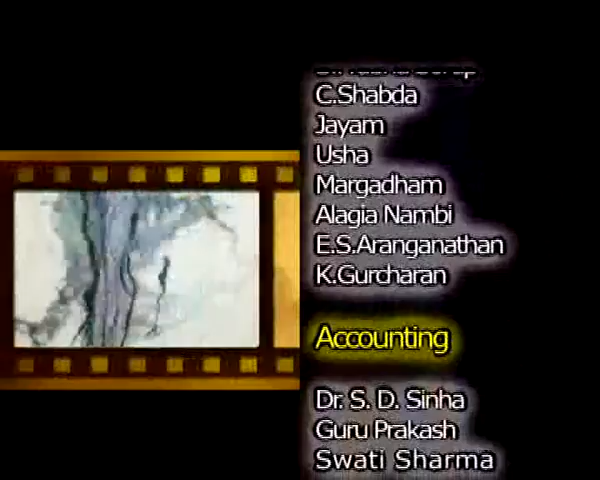 C.Shabda
Jayam
Usha
Margadham
Alagia Nambi
E.S.Aranganathan
K.Gurcharan
Accounting
Dr. S. D. Sinha
Guru Prakash
Swati Sharma